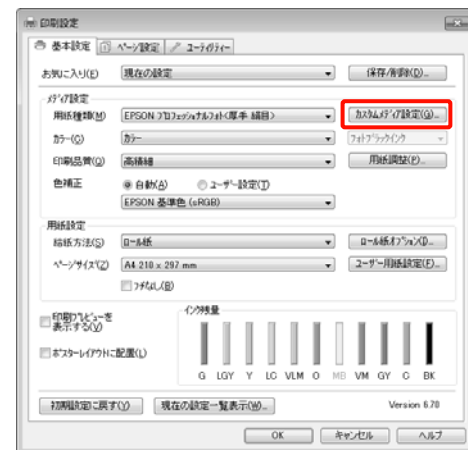 印刷設定
基本設定 ページ設定 ユーティリティー
お気に入り(E) 現在の設定 保存/削除(D)...
メディア設定
用紙種類(M) EPSON プロフェッショナルフォト<厚手 絹目> カスタムメディア設定(G)...
カラー(C) カラー フォトブラックインク
印刷品質(Q) 高精細 用紙調整(P)...
色補正 自動(A) ユーザー設定(T)
EPSON 基準色 (sRGB)
用紙設定
給紙方法(S) ロール紙 ロール紙オプション(J)...
ページサイズ(Z) A4 210 x 297 mm ユーザー用紙設定(F)...
フチなし(B)
印刷プレビューを
表示する(V)
インク残量
ポスターレイアウトに配置(L)
G LGY Y LC VLM O MB VM GY C BK
初期設定に戻す(Y) 現在の設定一覧表示(W)... Version 6.70
OK キャンセル ヘルプ